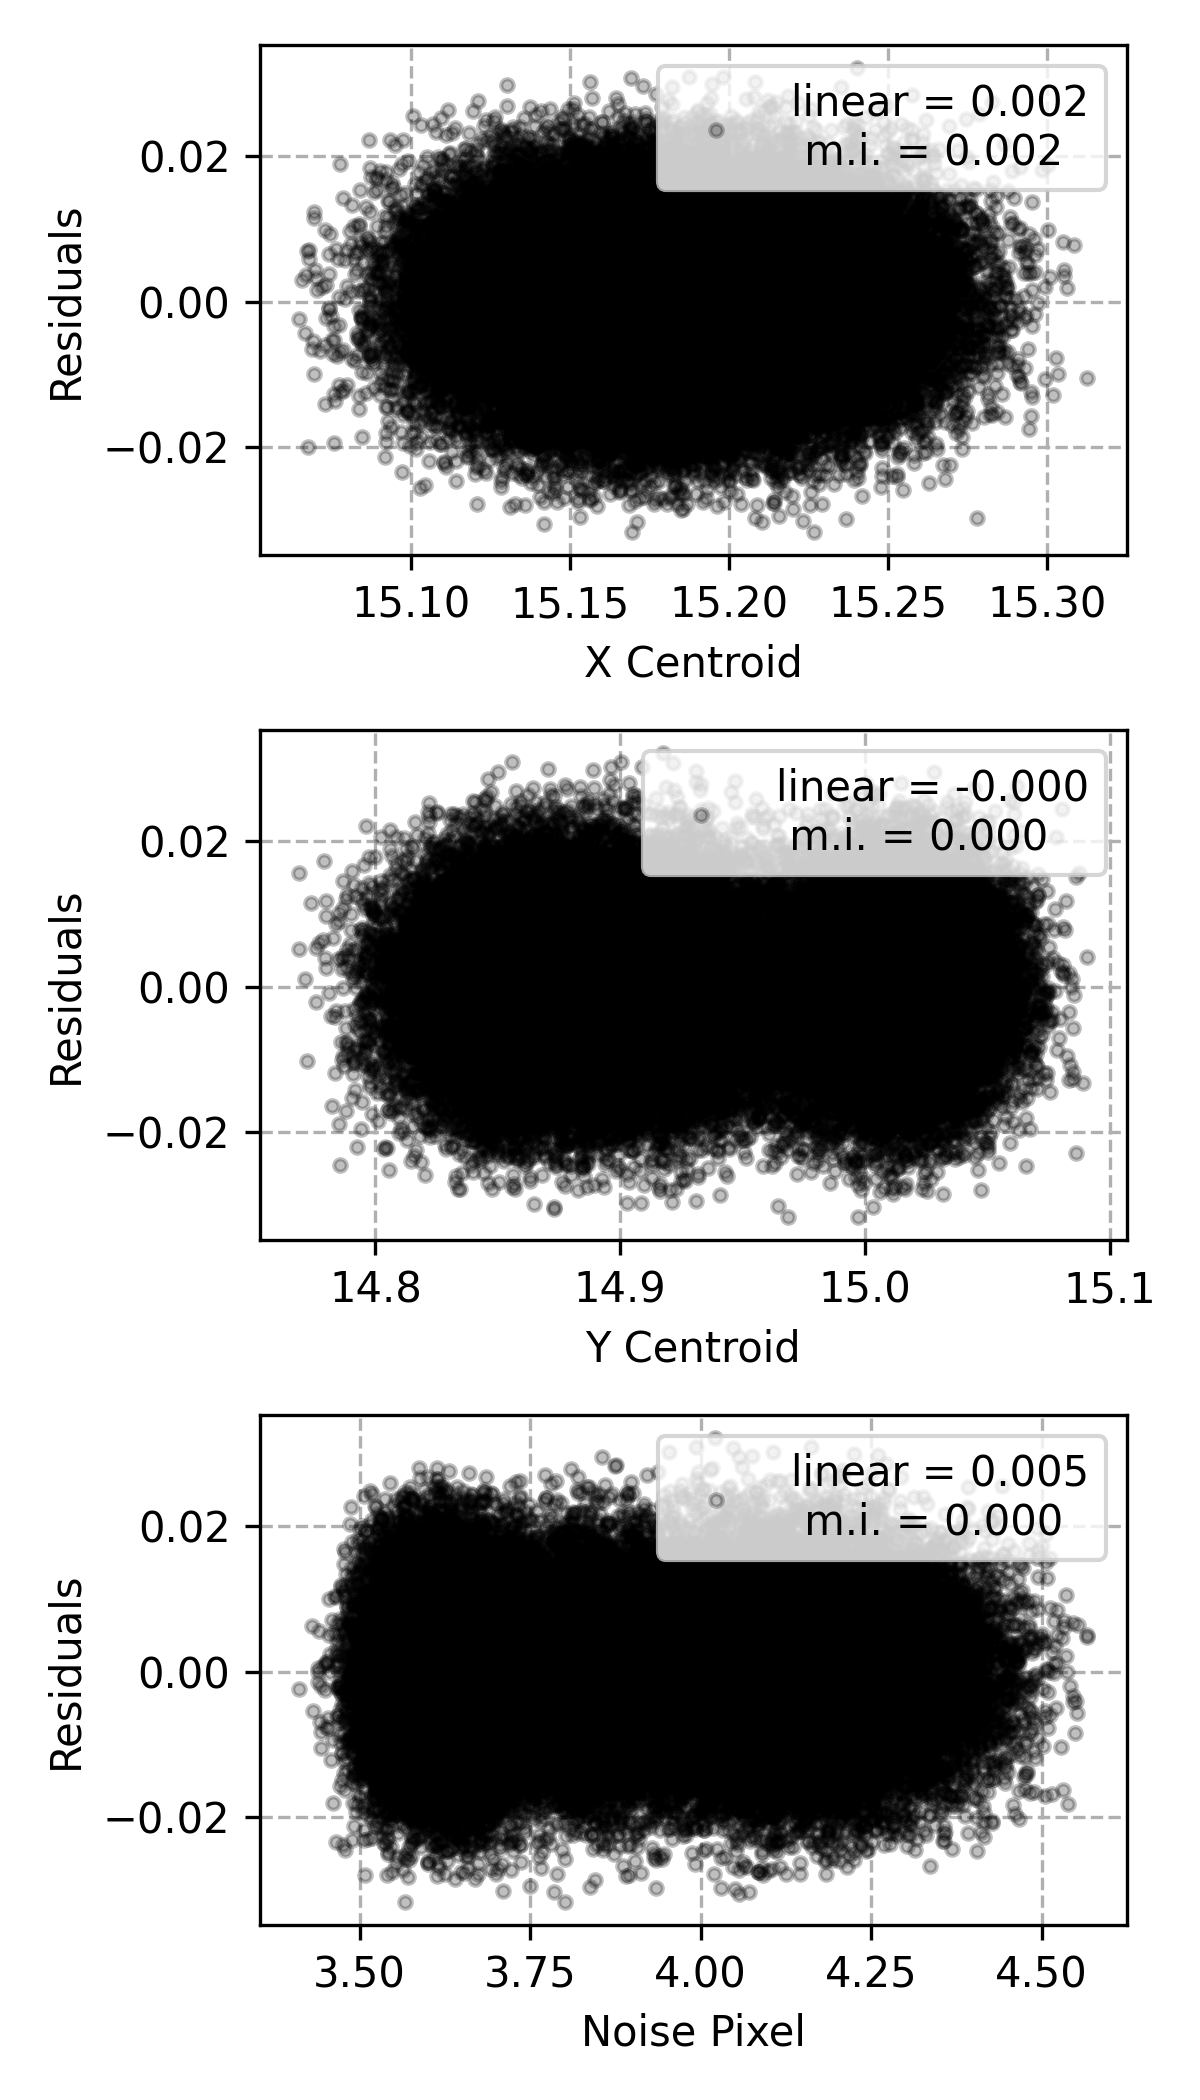 linear = 0.002
m.i. = 0.002
0.02
0.00
−0.02
Residuals
15.10 15.15 15.20 15.25 15.30
X Centroid
linear = -0.000
m.i. = 0.000
0.02
0.00
−0.02
Residuals
14.8 14.9 15.0 15.1
Y Centroid
linear = 0.005
m.i. = 0.000
0.02
0.00
−0.02
Residuals
3.50 3.75 4.00 4.25 4.50
Noise Pixel